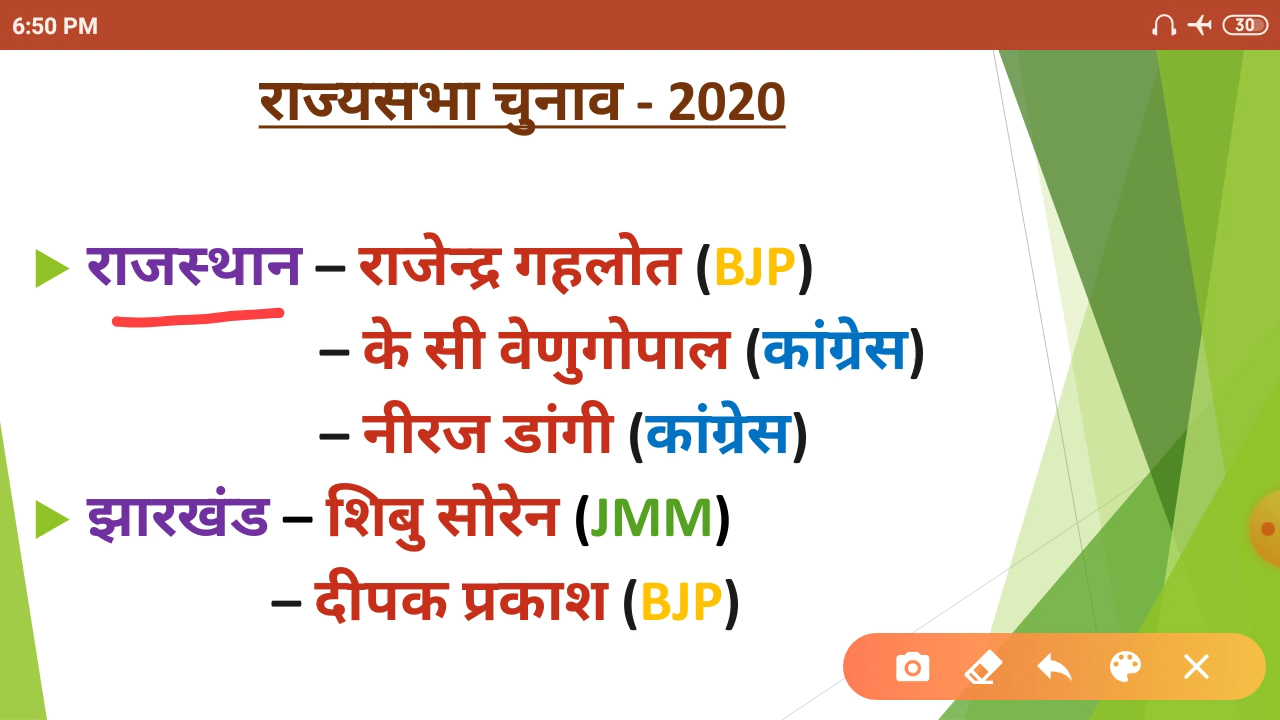 6:50 PM
30
राज्यसभा चुनाव - 2020
राजस्थान – राजेन्द्र गहलोत (BJP)
– के सी वेणुगोपाल (कांग्रेस)
– नीरज डांगी (कांग्रेस)
झारखंड – शिबु सोरेन (JMM)
– दीपक प्रकाश (BJP)